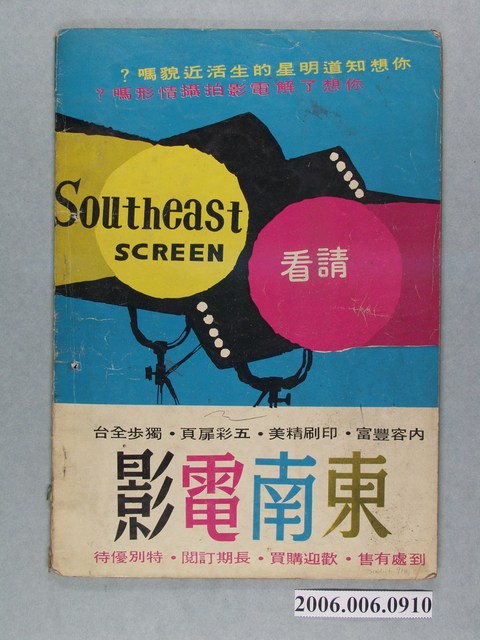 你想知道明星的生活近貌嗎？
你想了解電影拍攝情形嗎？
Southeast
SCREEN
請看
內容豐富・印刷精美・五彩扉頁・獨步全台
東南電影
到處有售・歡迎購買・長期訂閱・特別優待
2006.006.0910